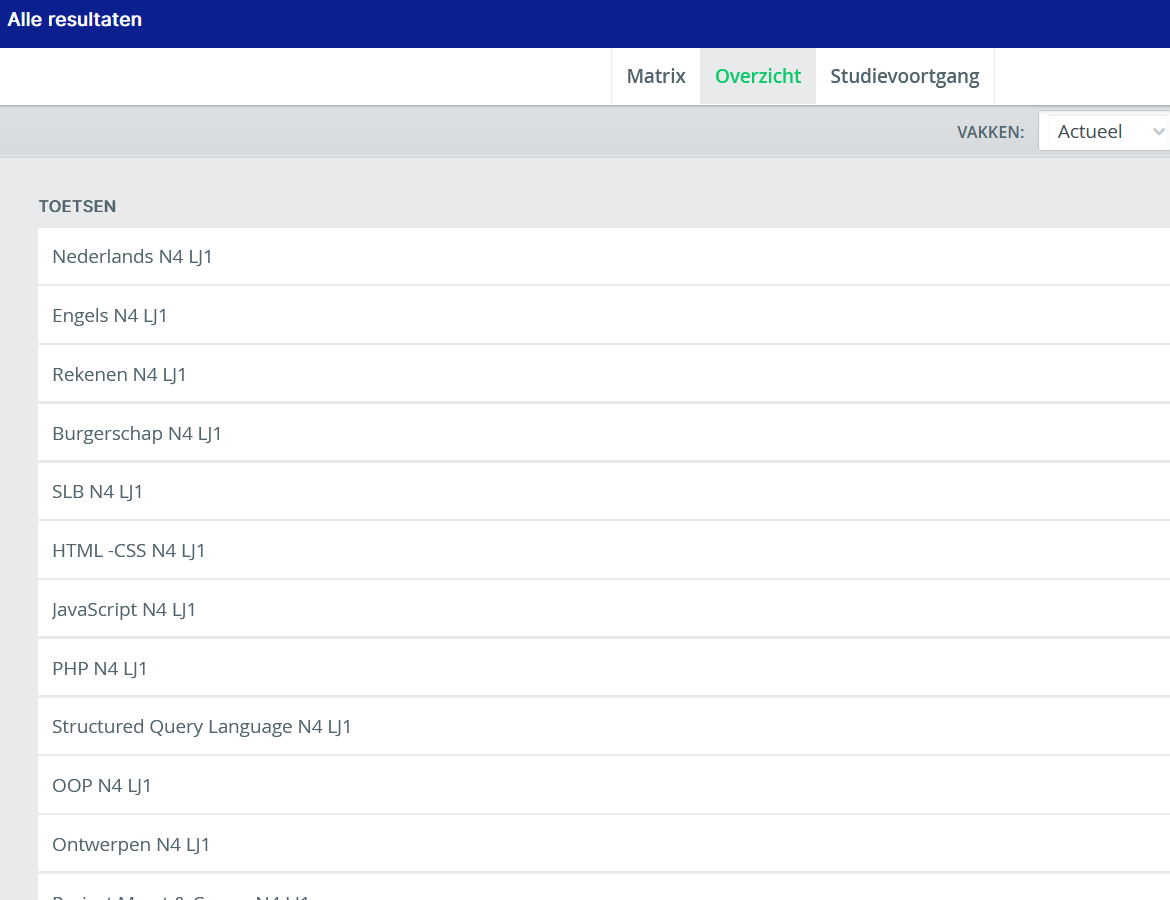 Alle resultaten
Matrix Overzicht Studievoortgang
VAKKEN: Actueel
TOETSEN
Nederlands N4 LJ1
Engels N4 LJ1
Rekenen N4 LJ1
Burgerschap N4 LJ1
SLB N4 LJ1
HTML -CSS N4 LJ1
JavaScript N4 LJ1
PHP N4 LJ1
Structured Query Language N4 LJ1
OOP N4 LJ1
Ontwerpen N4 LJ1
N4 LJ1